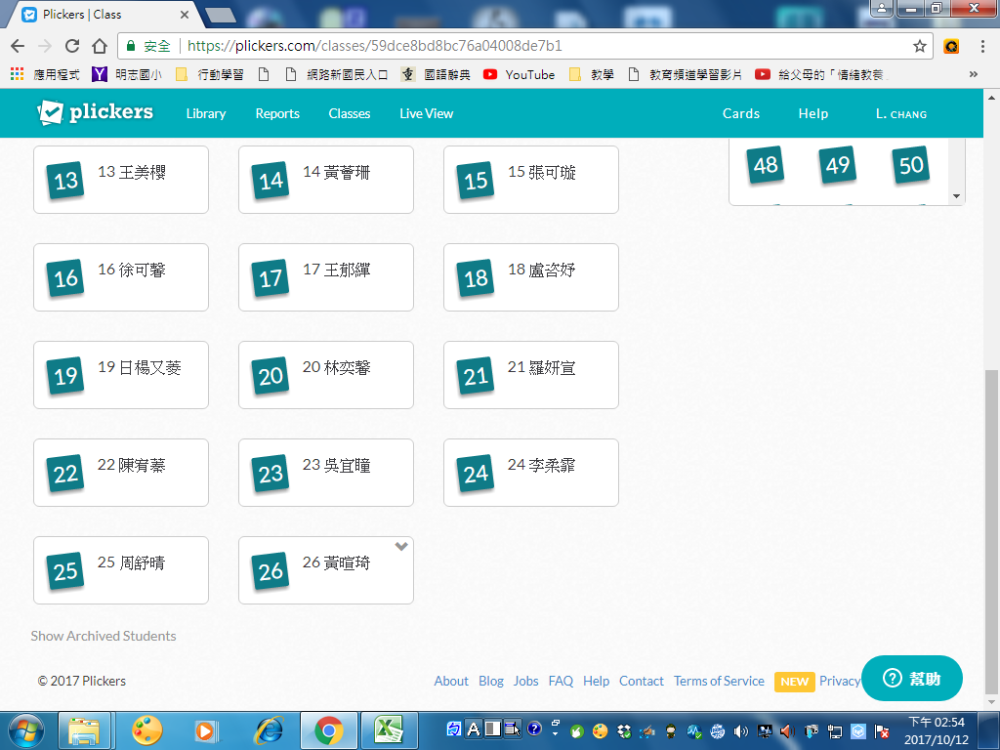 Plickers | Class
安全 https://plickers.com/classes/59dce8bd8bc76a04008de7b1
應用程式 明志國小 行動學習 網路新國民入口 國語辭典 YouTube 教學 教育頻道學習影片 給父母的「情緒教養
plickers Library Reports Classes Live View Cards Help L. CHANG
48 49 50
13 13 王美櫻 14 14 黃薈珊 15 15 張可璇
16 16 徐可馨 17 17 王郁繟 18 18 盧咨妤
19 19 日楊又菱 20 20 林奕馨 21 21 羅妍宣
22 22 陳宥蓁 23 23 吳宜瞳 24 24 李柔霏
25 25 周舒晴 26 26 黃暄琦
Show Archived Students
© 2017 Plickers About Blog Jobs FAQ Help Contact Terms of Service NEW Privacy
幫助
下午 02:54
2017/10/12